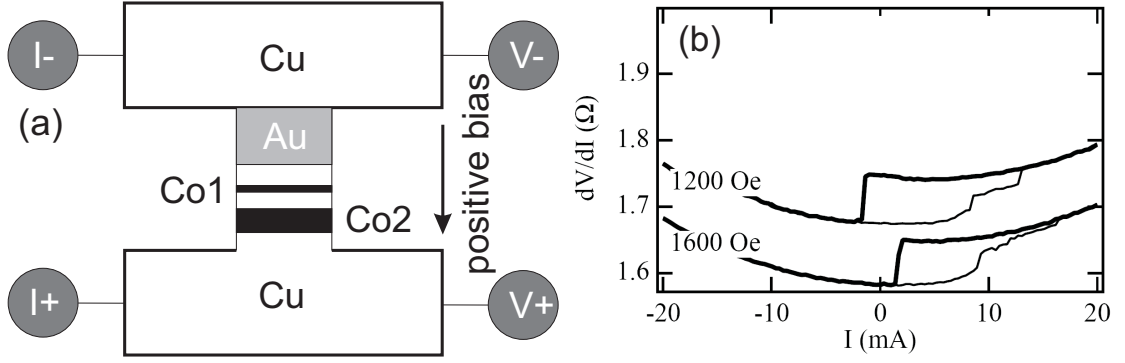 I-
Cu
V-
(a)
Au
Co1
Co2
positive bias
I+
Cu
V+
(b)
dV/dI (Ω)
1.9
1.8
1.7
1.6
1200 Oe
1600 Oe
-20 -10 0 10 20
I (mA)